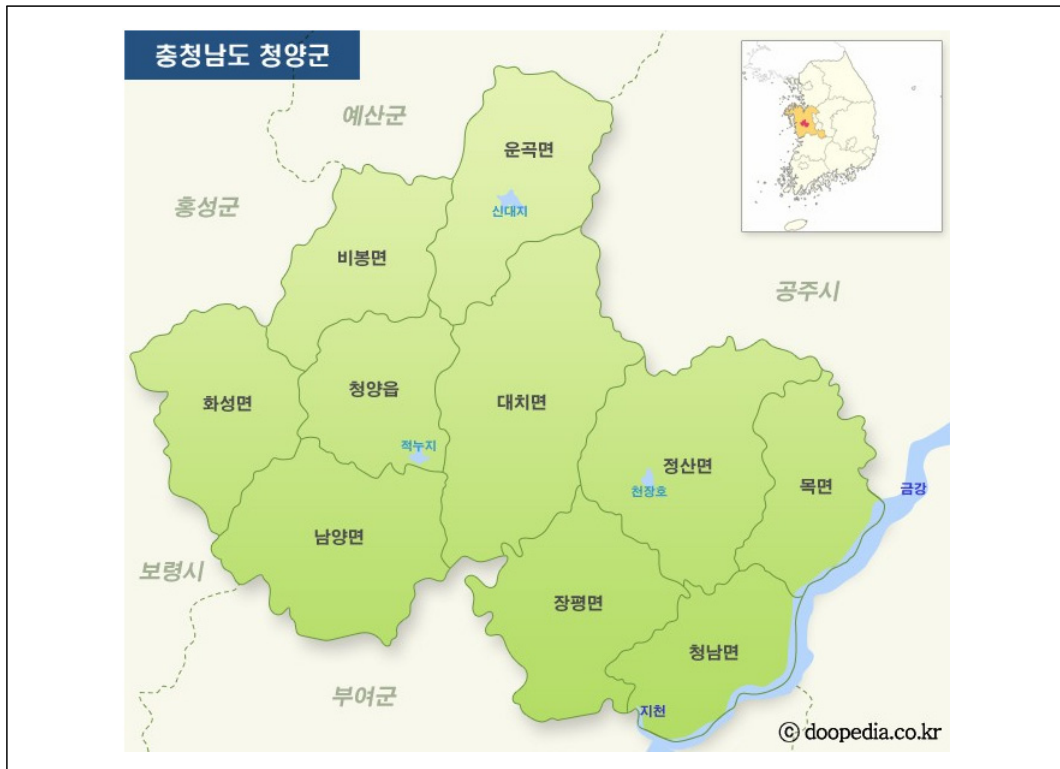 충청남도 청양군
예산군
운곡면
홍성군
신대지
비봉면
공주시
청양읍
화성면
대치면
적누지
정산면
천장호
목면
금강
남양면
보령시
장평면
청남면
부여군
지천
ⓒ doopedia.co.kr